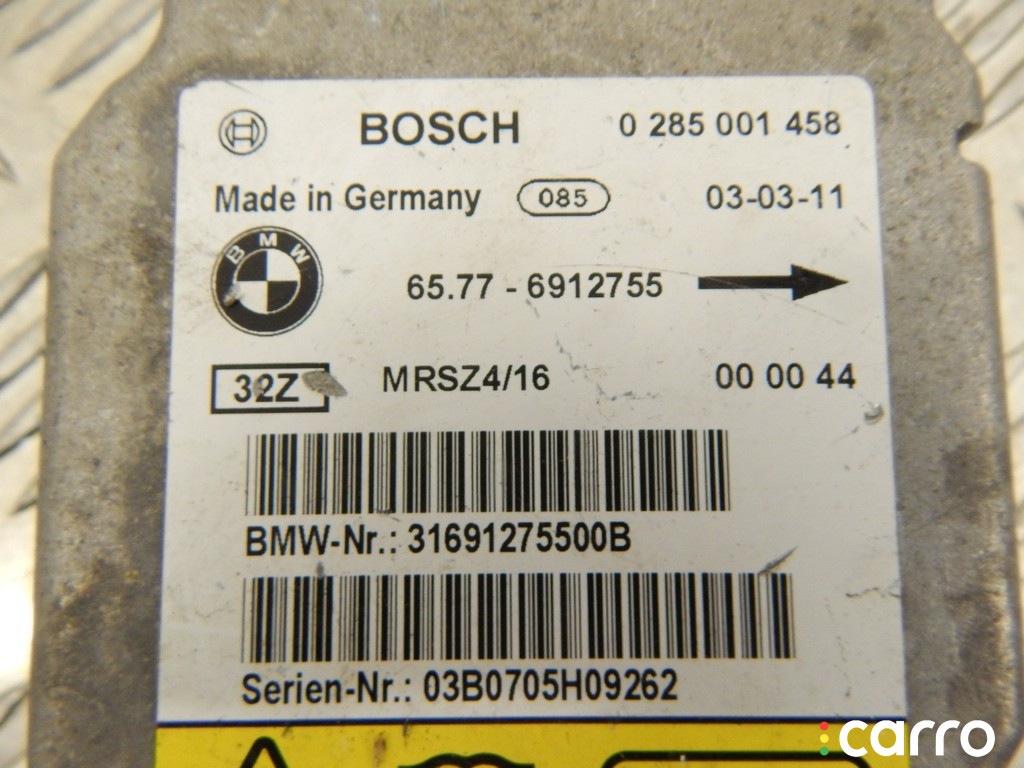 BOSCH 0 285 001 458
Made in Germany 085 03-03-11
BMW
65.77 - 6912755
32Z MRSZ4/16 00 00 44
BMW-Nr.: 31691275500B
Serien-Nr.: 03B0705H09262
carro